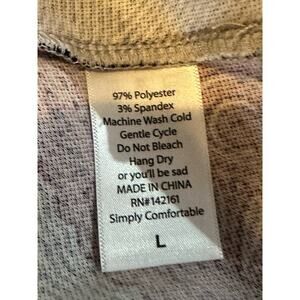 97% Polyester
3% Spandex
Machine Wash Cold
Gentle Cycle
Do Not Bleach
Hang Dry
or you'll be sad
MADE IN CHINA
RN#142161
Simply Comfortable
L